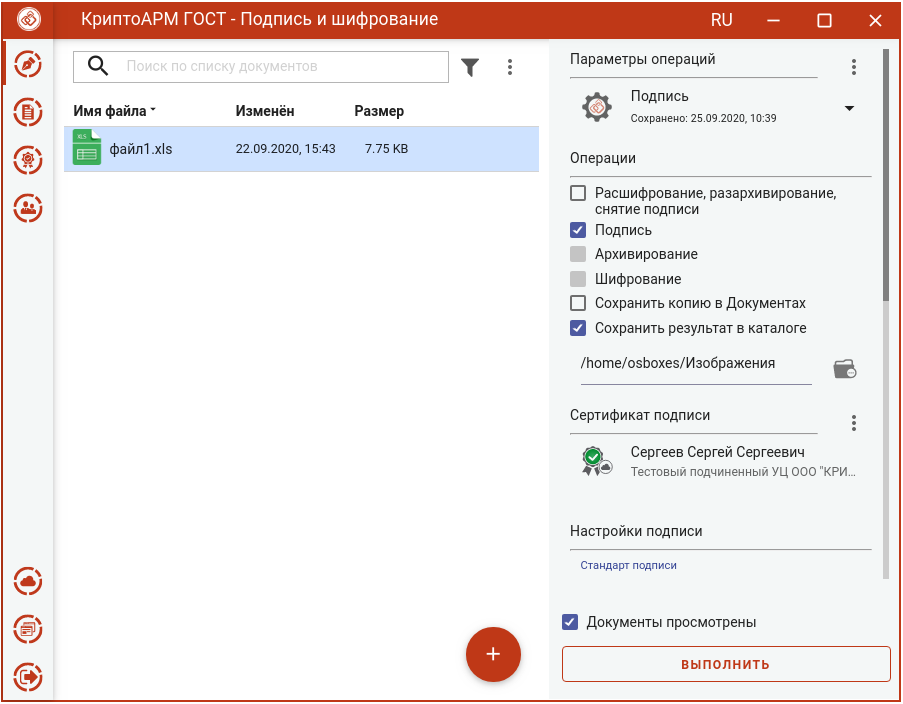 КриптоАРМ ГОСТ - Подпись и шифрование
RU
Поиск по списку документов
Имя файла
Изменён
Размер
XLS
файл1.xls
22.09.2020, 15:43
7.75 KB
Параметры операций
Подпись
Сохранено: 25.09.2020, 10:39
Операции
Расшифрование, разархивирование,
снятие подписи
Подпись
Архивирование
Шифрование
Сохранить копию в Документах
Сохранить результат в каталоге
/home/osboxes/Изображения
Сертификат подписи
Сергеев Сергей Сергеевич
Тестовый подчиненный УЦ ООО "КРИ...
Настройки подписи
Стандарт подписи
Документы просмотрены
ВЫПОЛНИТЬ